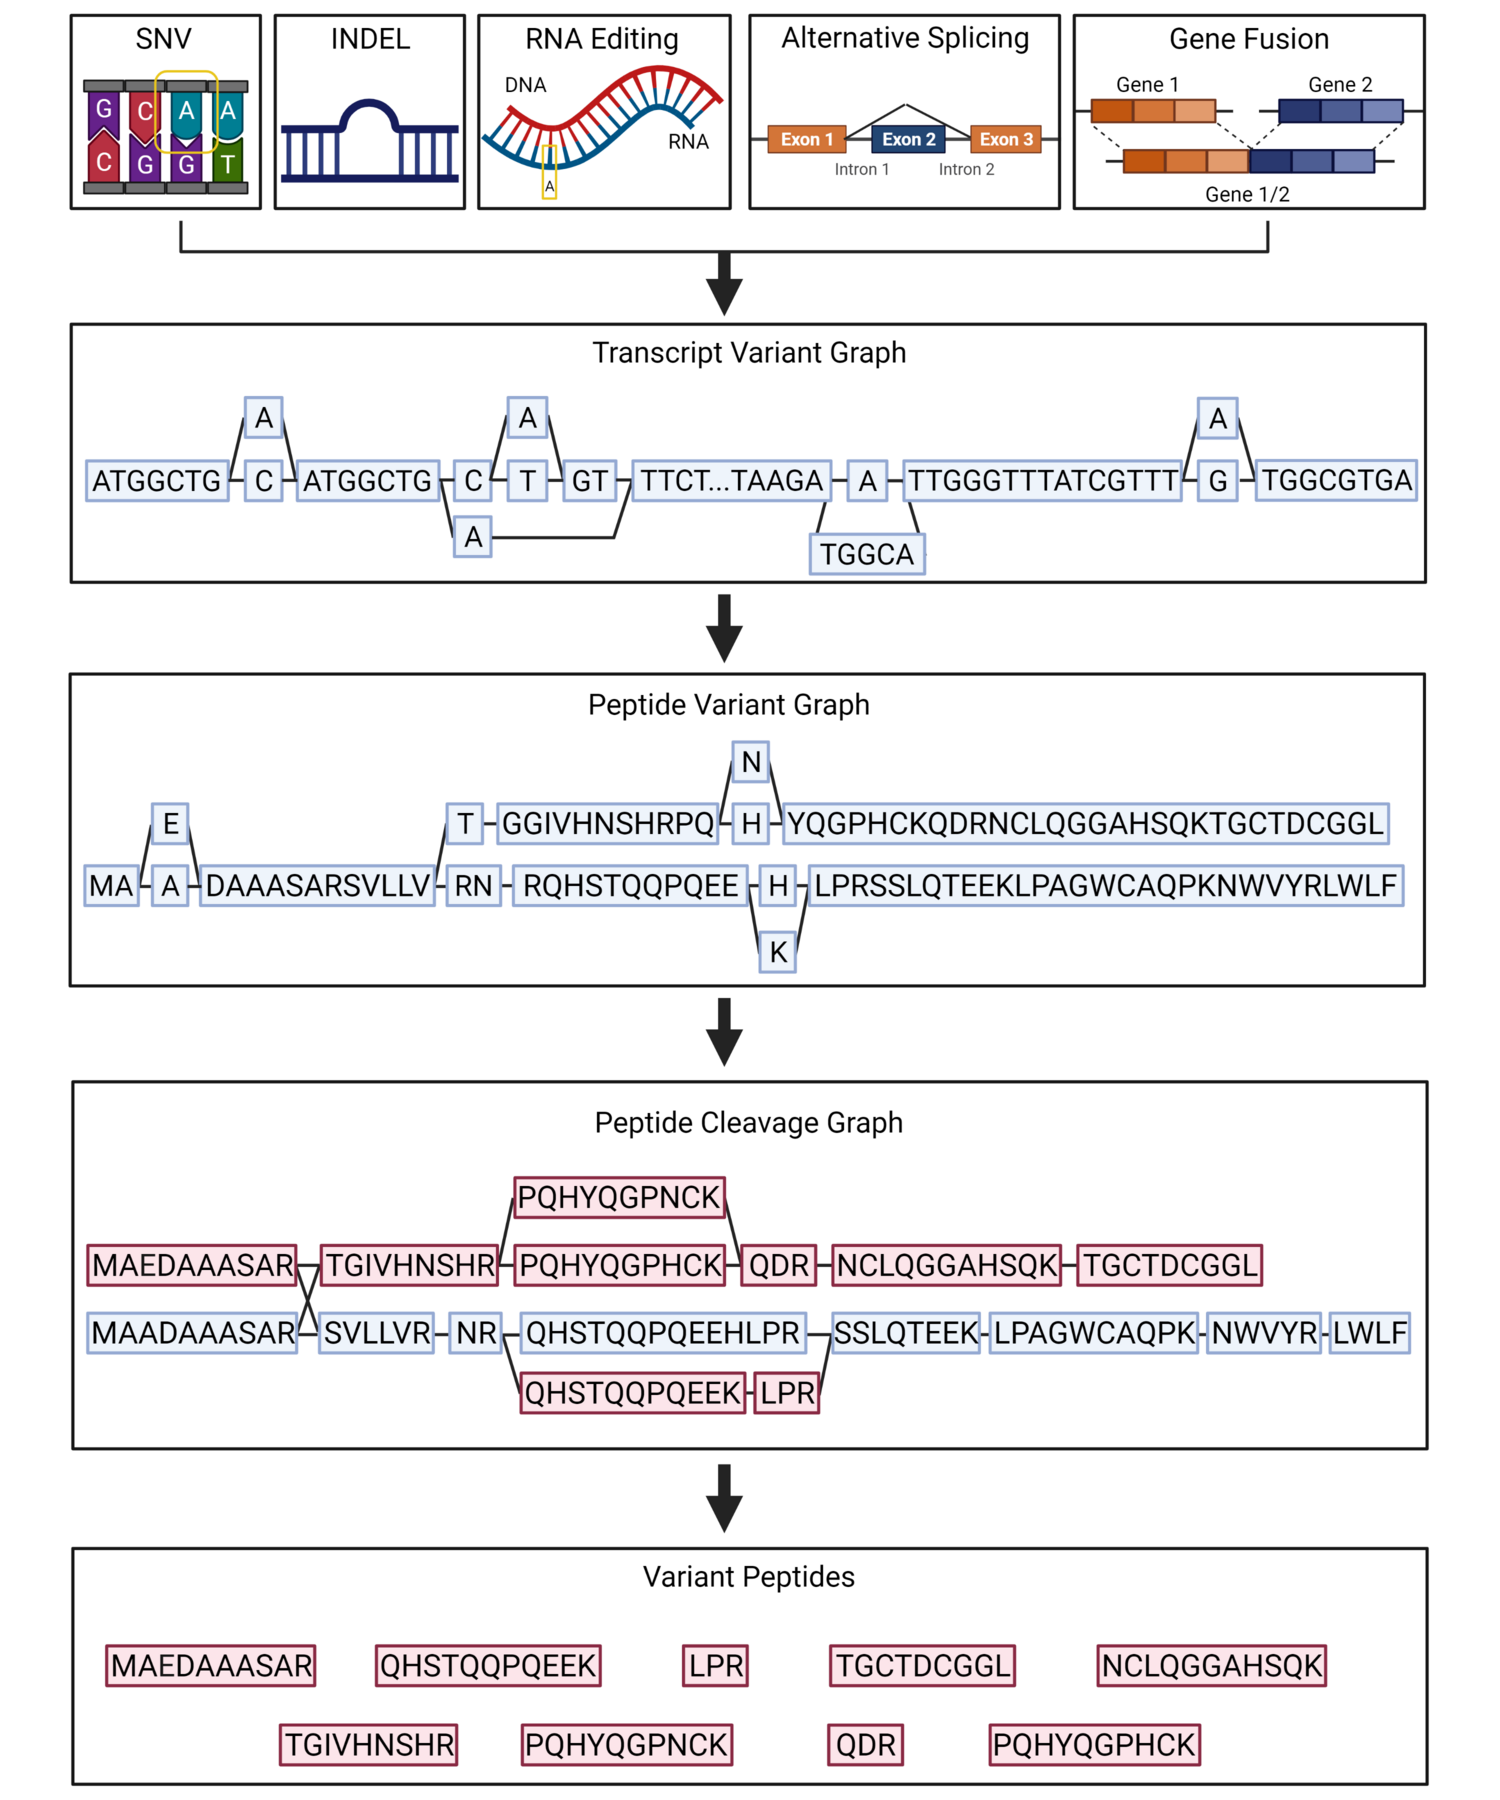 SNV
INDEL
RNA Editing
Alternative Splicing
Gene Fusion
G C A A
C G G T
DNA
RNA
A
Exon 1 Exon 2 Exon 3
Intron 1 Intron 2
Gene 1 Gene 2
Gene 1/2
Transcript Variant Graph
A A A
ATGGCTG C ATGGCTG C T GT TTCT...TAAGA A TTGGGTTTATCGTTT G TGGCGTGA
A TGGCA
Peptide Variant Graph
N
E T GGIVHNSHRPQ H YQGPHCKQDRNCLQGGAHSQKTGCTDCGGL
MA A DAAASARSVLLV RN RQHSTQQPQEE H LPRSSLQTEEKLPAGWCAQPKNWVYRLWLF
K
Peptide Cleavage Graph
PQHYQGPNCK
MAEDAAASAR TGIVHNSHR PQHYQGPHCK QDR NCLQGGAHSQK TGCTDCGGL
MAADAAASAR SVLLVR NR QHSTQQPQEEHLPR SSLQTEEK LPAGWCAQPK NWVYR LWLF
QHSTQQPQEEK LPR
Variant Peptides
MAEDAAASAR QHSTQQPQEEK LPR TGCTDCGGL NCLQGGAHSQK
TGIVHNSHR PQHYQGPNCK QDR PQHYQGPHCK